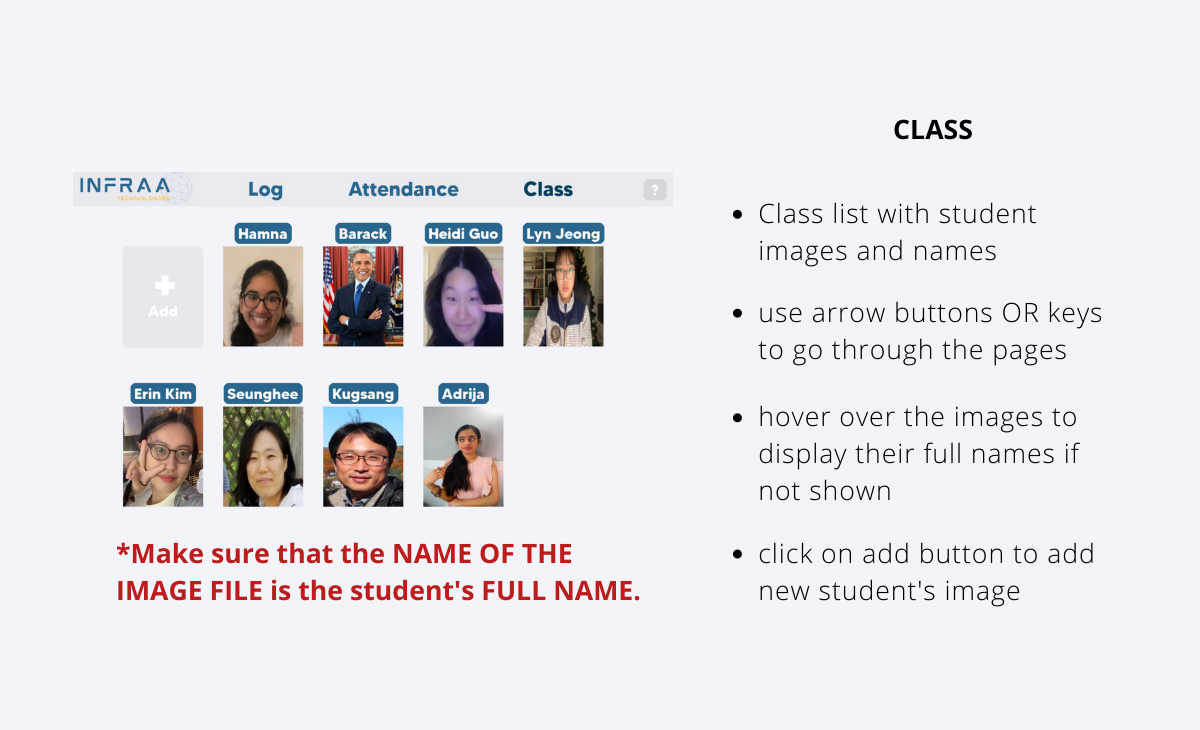 CLASS
INFRAA
TECHNOLOGIES
Log
Attendance
Class
?
Hamna
Barack
Heidi Guo
Lyn Jeong
Add
Erin Kim
Seunghee
Kugsang
Adrija
*Make sure that the NAME OF THE
IMAGE FILE is the student's FULL NAME.
Class list with student
images and names
use arrow buttons OR keys
to go through the pages
hover over the images to
display their full names if
not shown
click on add button to add
new student's image